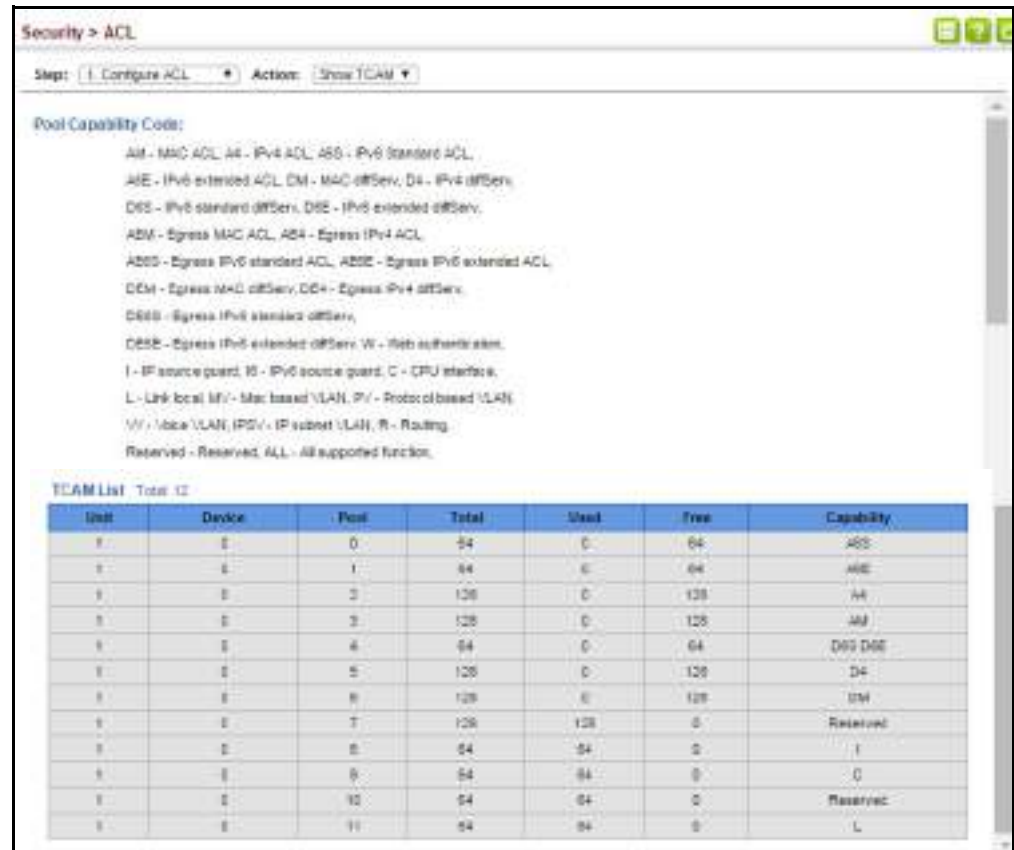 Security > ACL
Step: 1. Configure ACL Action: Show TCAM
Pool Capability Code:
AM - MAC ACL, A4 - IPv4 ACL, A6S - IPv6 Standard ACL,
A6E - IPv6 extended ACL, DM - MAC diffServ, D4 - IPv4 diffServ,
D6S - IPv6 standard diffServ, D6E - IPv6 extended diffServ,
AEM - Egress MAC ACL, AE4 - Egress IPv4 ACL,
AE6S - Egress IPv6 standard ACL, AE6E - Egress IPv6 extended ACL,
DEM - Egress MAC diffServ, DE4 - Egress IPv4 diffServ,
DE6S - Egress IPv6 standard diffServ,
DE6E - Egress IPv6 extended diffServ, W - Web authentication,
I - IP source guard, I6 - IPv6 source guard, C - CPU interface,
L - Link local, MV - Mac based VLAN, PV - Protocol based VLAN,
VV - Voice VLAN, IPSV - IP subnet VLAN, R - Routing,
Reserved - Reserved, ALL - All supported function,
TCAM List Total: 12
Unit Device Pool Total Used Free Capability
1 0 0 64 0 64 A6S
1 0 1 64 0 64 A6E
1 0 2 128 0 128 A4
1 0 3 128 0 128 AM
1 0 4 64 0 64 D6S D6E
1 0 5 128 0 128 D4
1 0 6 128 0 128 DM
1 0 7 128 128 0 Reserved
1 0 8 64 64 0 I
1 0 9 64 64 0 C
1 0 10 64 64 0 Reserved
1 0 11 64 64 0 L